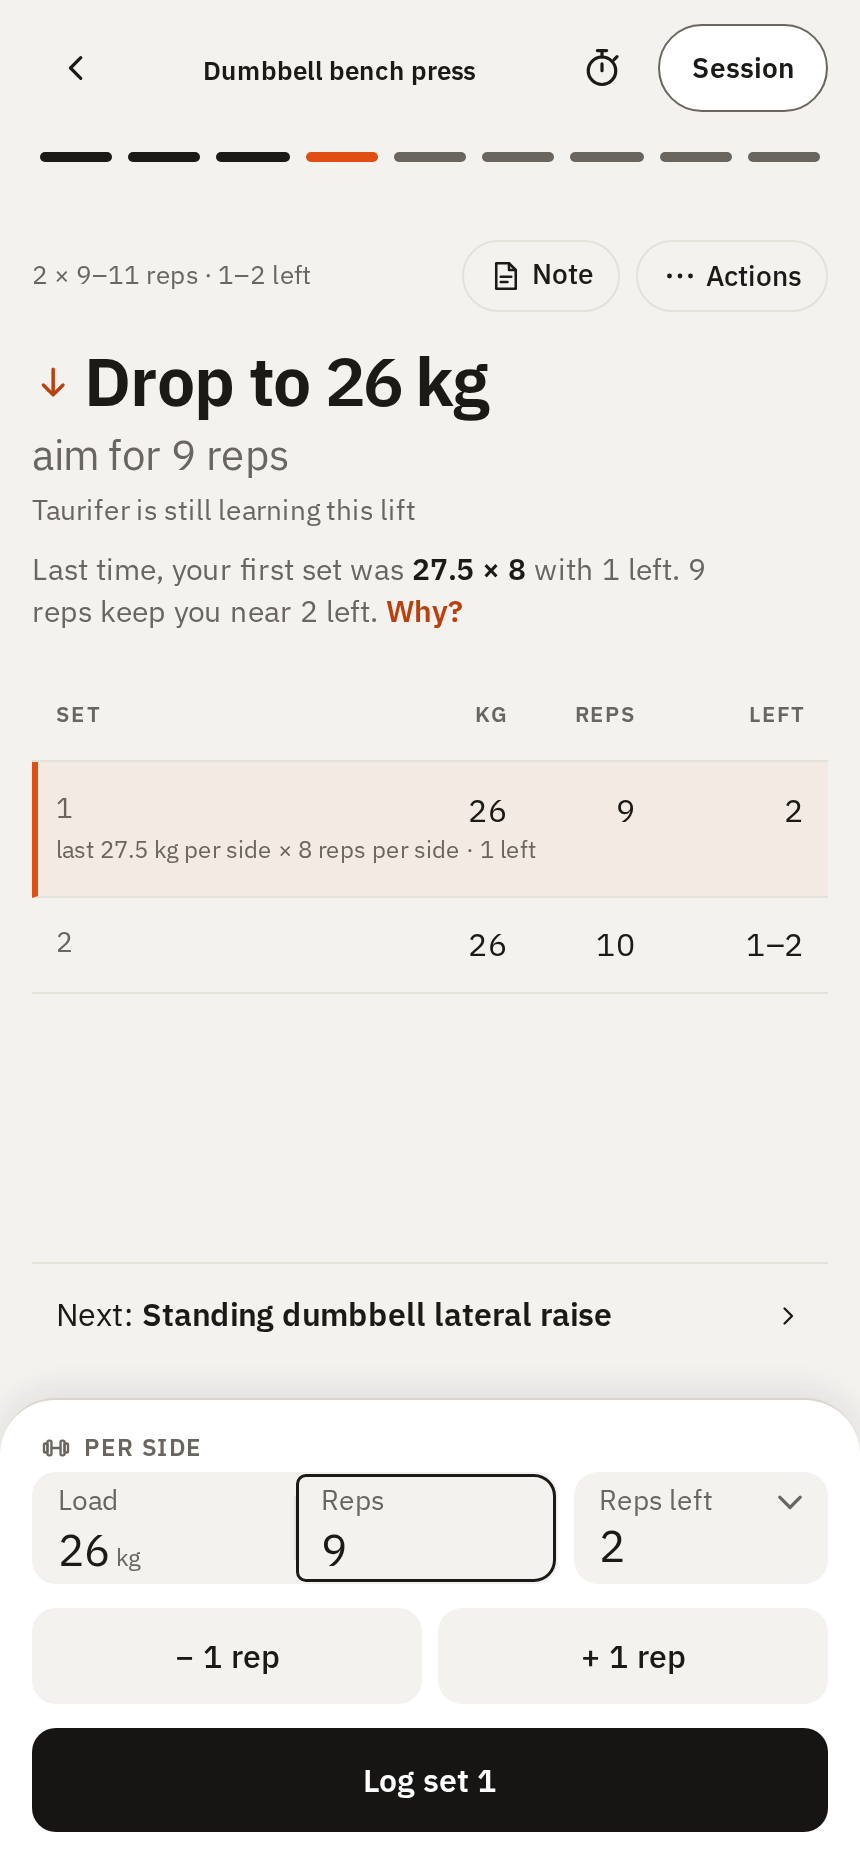 Dumbbell bench press
Session
2 × 9–11 reps · 1–2 left
Note
Actions
Drop to 26 kg
aim for 9 reps
Taurifer is still learning this lift
Last time, your first set was 27.5 × 8 with 1 left. 9
reps keep you near 2 left. Why?
SET KG REPS LEFT
1 26 9 2
last 27.5 kg per side × 8 reps per side · 1 left
2 26 10 1–2
Next: Standing dumbbell lateral raise
PER SIDE
Load Reps Reps left
26 kg 9 2
− 1 rep + 1 rep
Log set 1